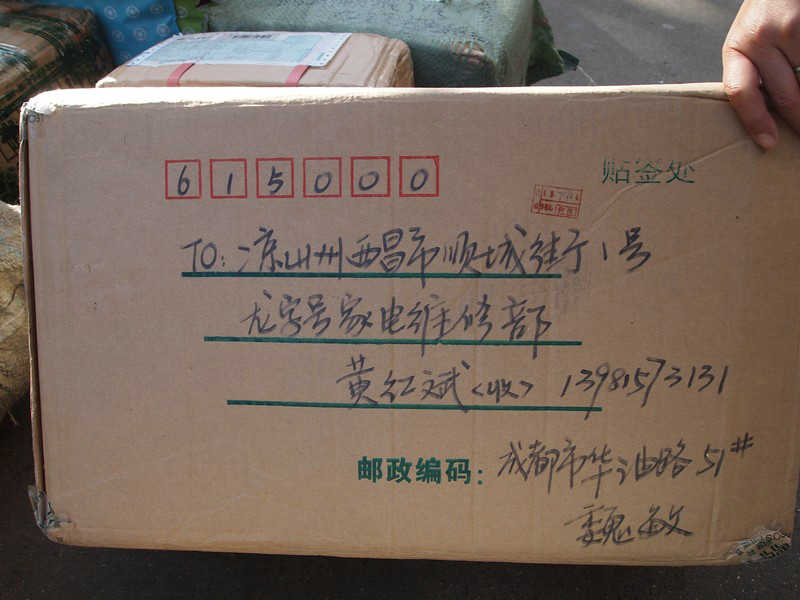 615000
贴签处
TO: 凉山州西昌市顺城街1号
龙字号家电维修部
黄红斌<收> 13981573131
邮政编码: 成都市华油路51#
魏敏